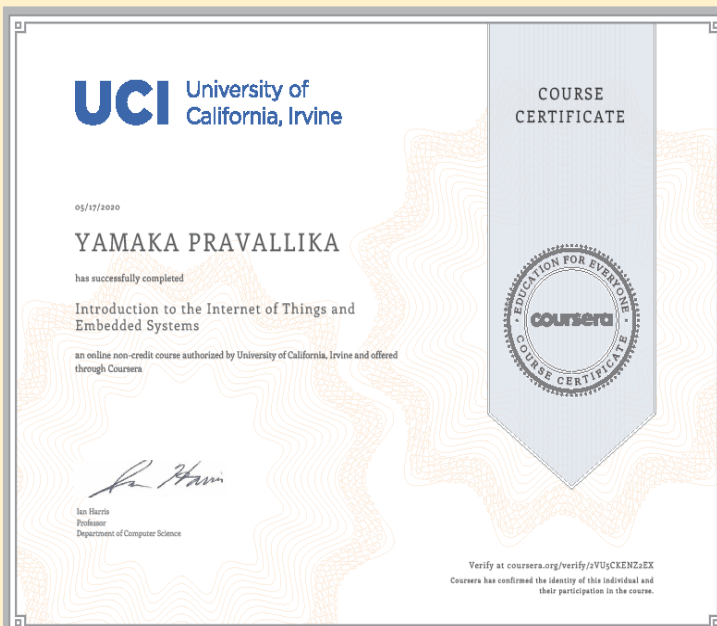 UCI University of
California, Irvine
COURSE
CERTIFICATE
05/17/2020
YAMAKA PRAVALLIKA
has successfully completed
Introduction to the Internet of Things and
Embedded Systems
an online non-credit course authorized by University of California, Irvine and offered
through Coursera
EDUCATION FOR EVERYONE
coursera
COURSE CERTIFICATE
Ian Harris
Ian Harris
Professor
Department of Computer Science
Verify at coursera.org/verify/2VU5CKENZ2EX
Coursera has confirmed the identity of this individual and
their participation in the course.